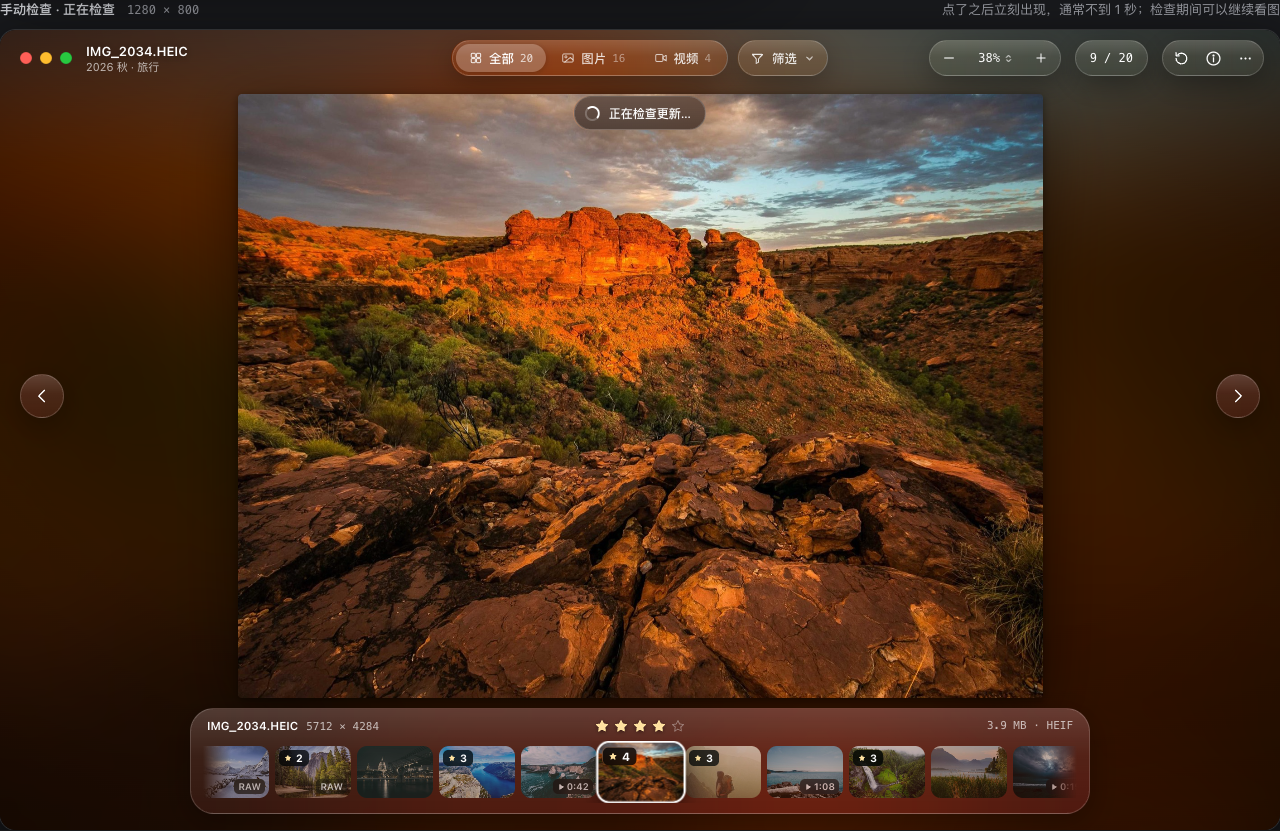 手动检查 · 正在检查 1280 × 800
点了之后立刻出现，通常不到 1 秒；检查期间可以继续看图
IMG_2034.HEIC
2026 秋 · 旅行
全部 20 图片 16 视频 4 筛选
38% 9 / 20
正在检查更新…
IMG_2034.HEIC 5712 × 4284
3.9 MB · HEIF
RAW
2 RAW
3
0:42
4
3
1:08
3